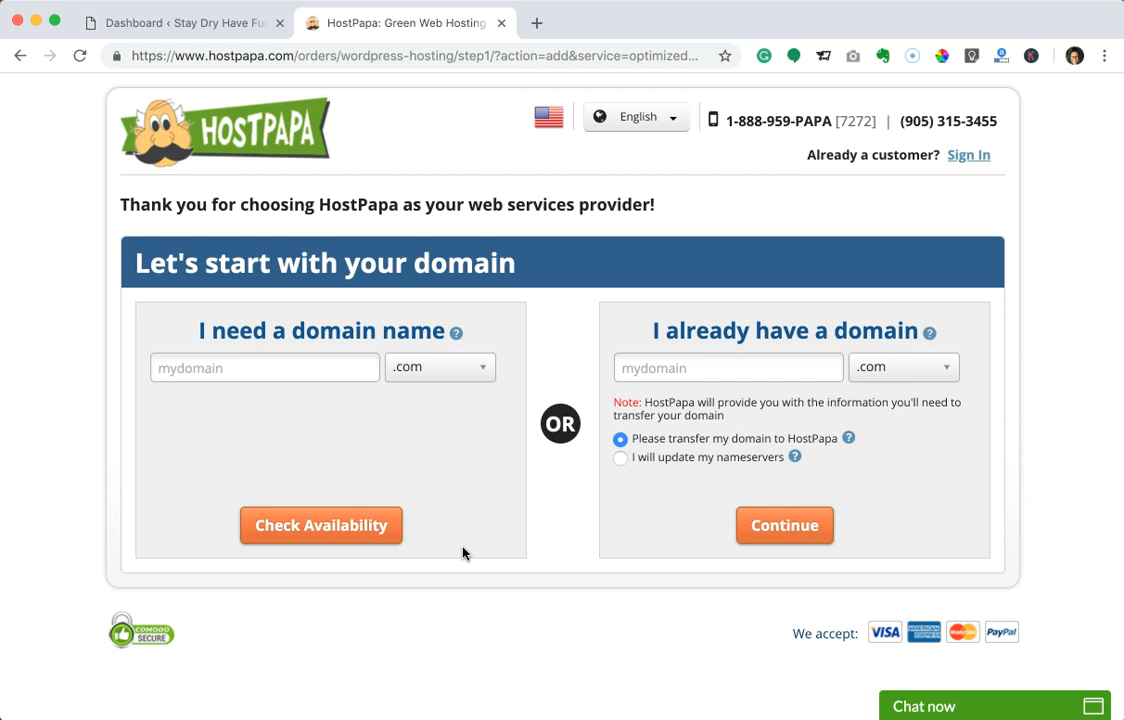 Dashboard ‹ Stay Dry Have Fu
HostPapa: Green Web Hosting
https://www.hostpapa.com/orders/wordpress-hosting/step1/?action=add&service=optimized...
HOSTPAPA
English
1-888-959-PAPA [7272] | (905) 315-3455
Already a customer? Sign In
Thank you for choosing HostPapa as your web services provider!
Let's start with your domain
I need a domain name ?
mydomain
.com
Check Availability
OR
I already have a domain ?
mydomain
.com
Note: HostPapa will provide you with the information you'll need to
transfer your domain
Please transfer my domain to HostPapa ?
I will update my nameservers ?
Continue
COMODO
SECURE
We accept: VISA AMERICAN EXPRESS MasterCard PayPal
Chat now